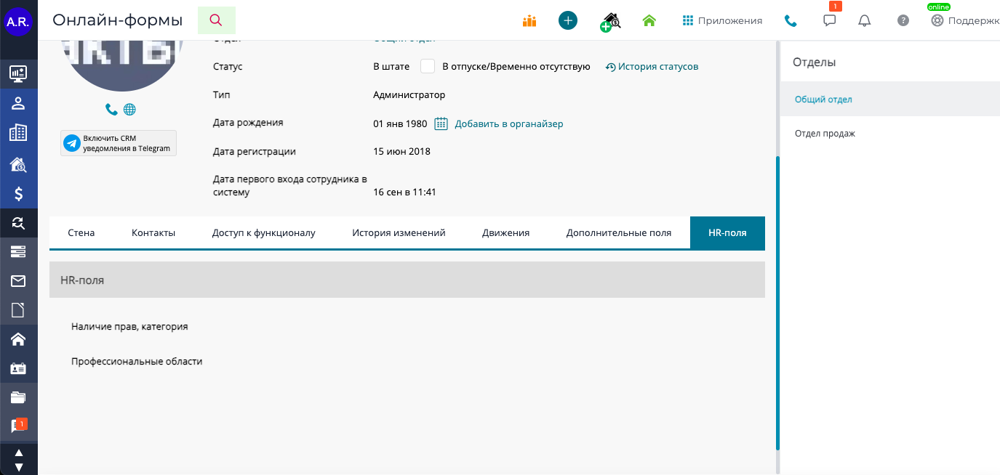 A.R.
Онлайн-формы
1
Приложения
online
Поддержк
Отдел
Общий отдел
Статус
В штате
В отпуске/Временно отсутствую
История статусов
Тип
Администратор
Дата рождения
01 янв 1980
Добавить в органайзер
Включить CRM
уведомления в Telegram
Дата регистрации
15 июн 2018
Дата первого входа сотрудника в
систему
16 сен в 11:41
Стена
Контакты
Доступ к функционалу
История изменений
Движения
Дополнительные поля
HR-поля
HR-поля
Наличие прав, категория
Профессиональные области
1
Отделы
Общий отдел
Отдел продаж